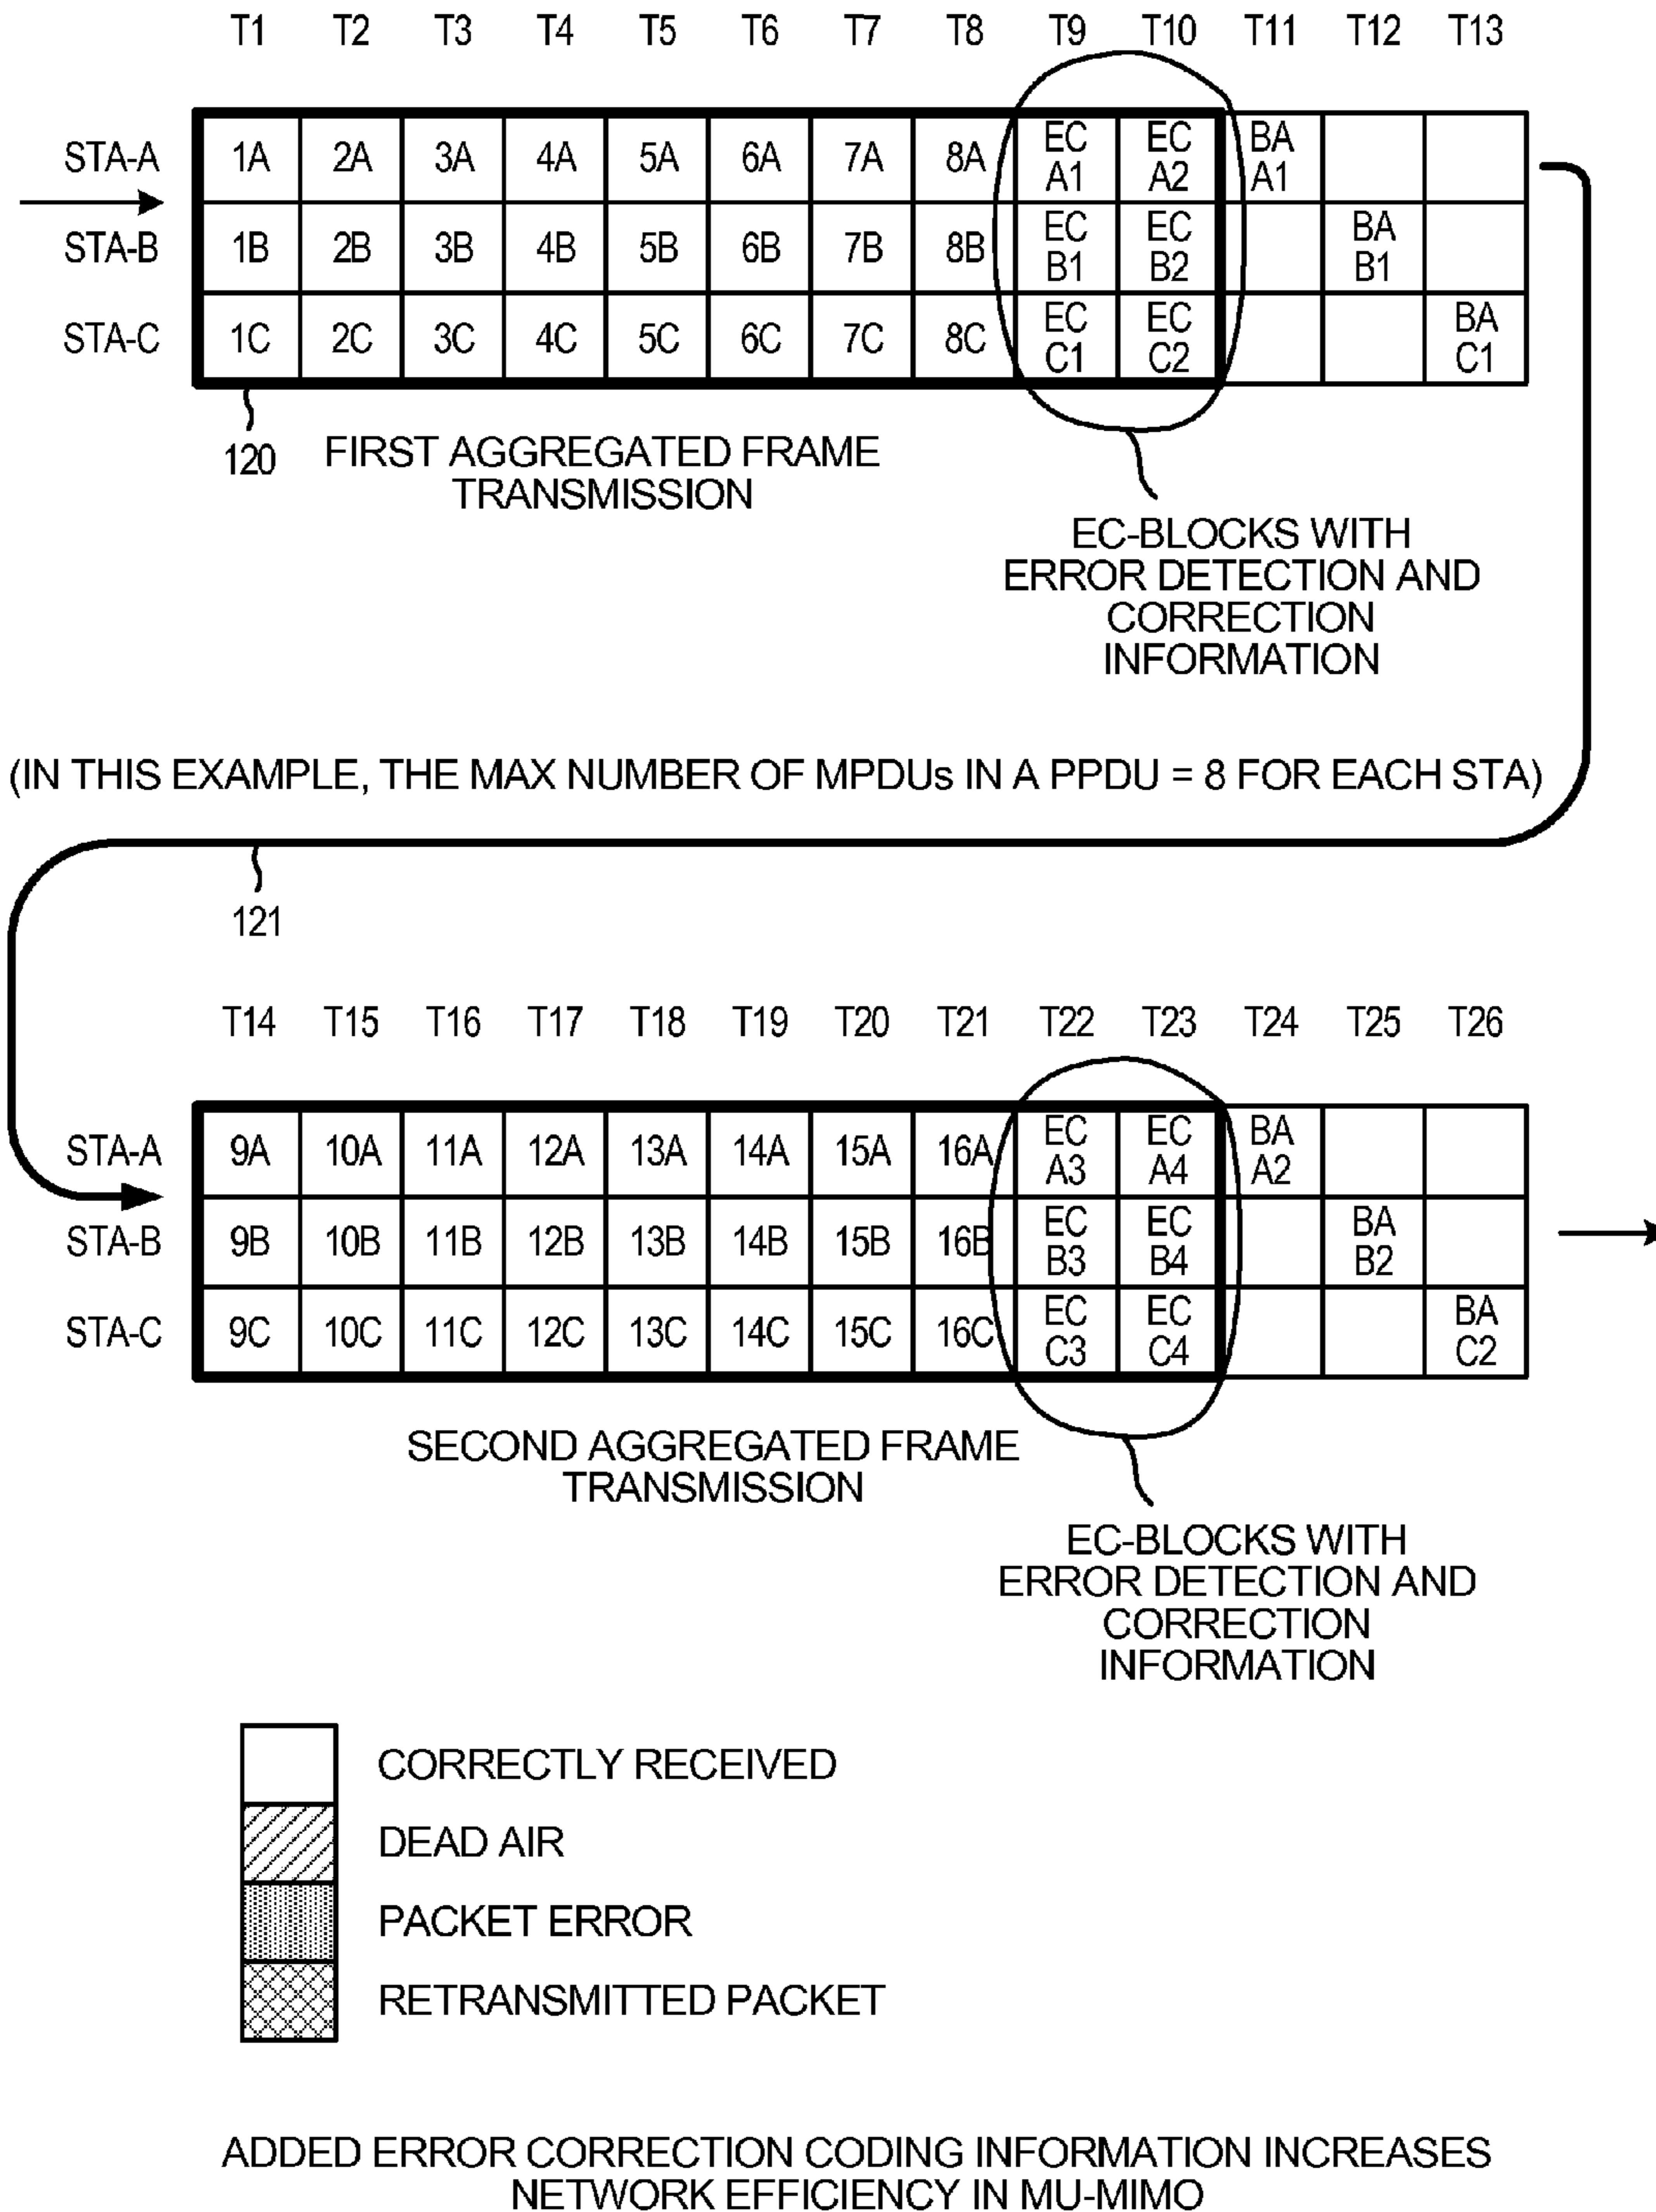 T1 T2 T3 T4 T5 T6 T7 T8 T9 T10 T11 T12 T13
STA-A 1A 2A 3A 4A 5A 6A 7A 8A EC A1 EC A2 BA A1
STA-B 1B 2B 3B 4B 5B 6B 7B 8B EC B1 EC B2 BA B1
STA-C 1C 2C 3C 4C 5C 6C 7C 8C EC C1 EC C2 BA C1
120
FIRST AGGREGATED FRAME
TRANSMISSION
EC-BLOCKS WITH
ERROR DETECTION AND
CORRECTION
INFORMATION
(IN THIS EXAMPLE, THE MAX NUMBER OF MPDUs IN A PPDU = 8 FOR EACH STA)
121
T14 T15 T16 T17 T18 T19 T20 T21 T22 T23 T24 T25 T26
STA-A 9A 10A 11A 12A 13A 14A 15A 16A EC A3 EC A4 BA A2
STA-B 9B 10B 11B 12B 13B 14B 15B 16B EC B3 EC B4 BA B2
STA-C 9C 10C 11C 12C 13C 14C 15C 16C EC C3 EC C4 BA C2
SECOND AGGREGATED FRAME
TRANSMISSION
EC-BLOCKS WITH
ERROR DETECTION AND
CORRECTION
INFORMATION
CORRECTLY RECEIVED
DEAD AIR
PACKET ERROR
RETRANSMITTED PACKET
ADDED ERROR CORRECTION CODING INFORMATION INCREASES
NETWORK EFFICIENCY IN MU-MIMO